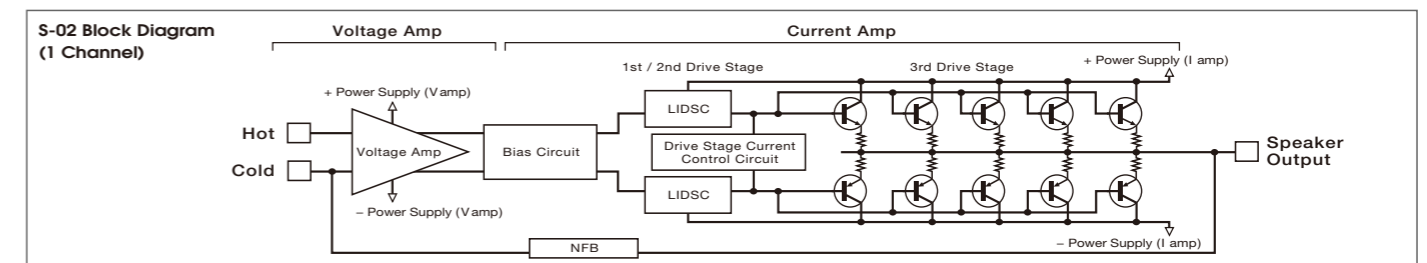 S-02 Block Diagram
(1 Channel)
Voltage Amp
Current Amp
1st / 2nd Drive Stage
3rd Drive Stage
+ Power Supply (I amp)
+ Power Supply (Vamp)
LIDSC
Hot
Voltage Amp
Bias Circuit
Drive Stage Current
Control Circuit
Speaker
Output
Cold
LIDSC
– Power Supply (Vamp)
– Power Supply (I amp)
NFB